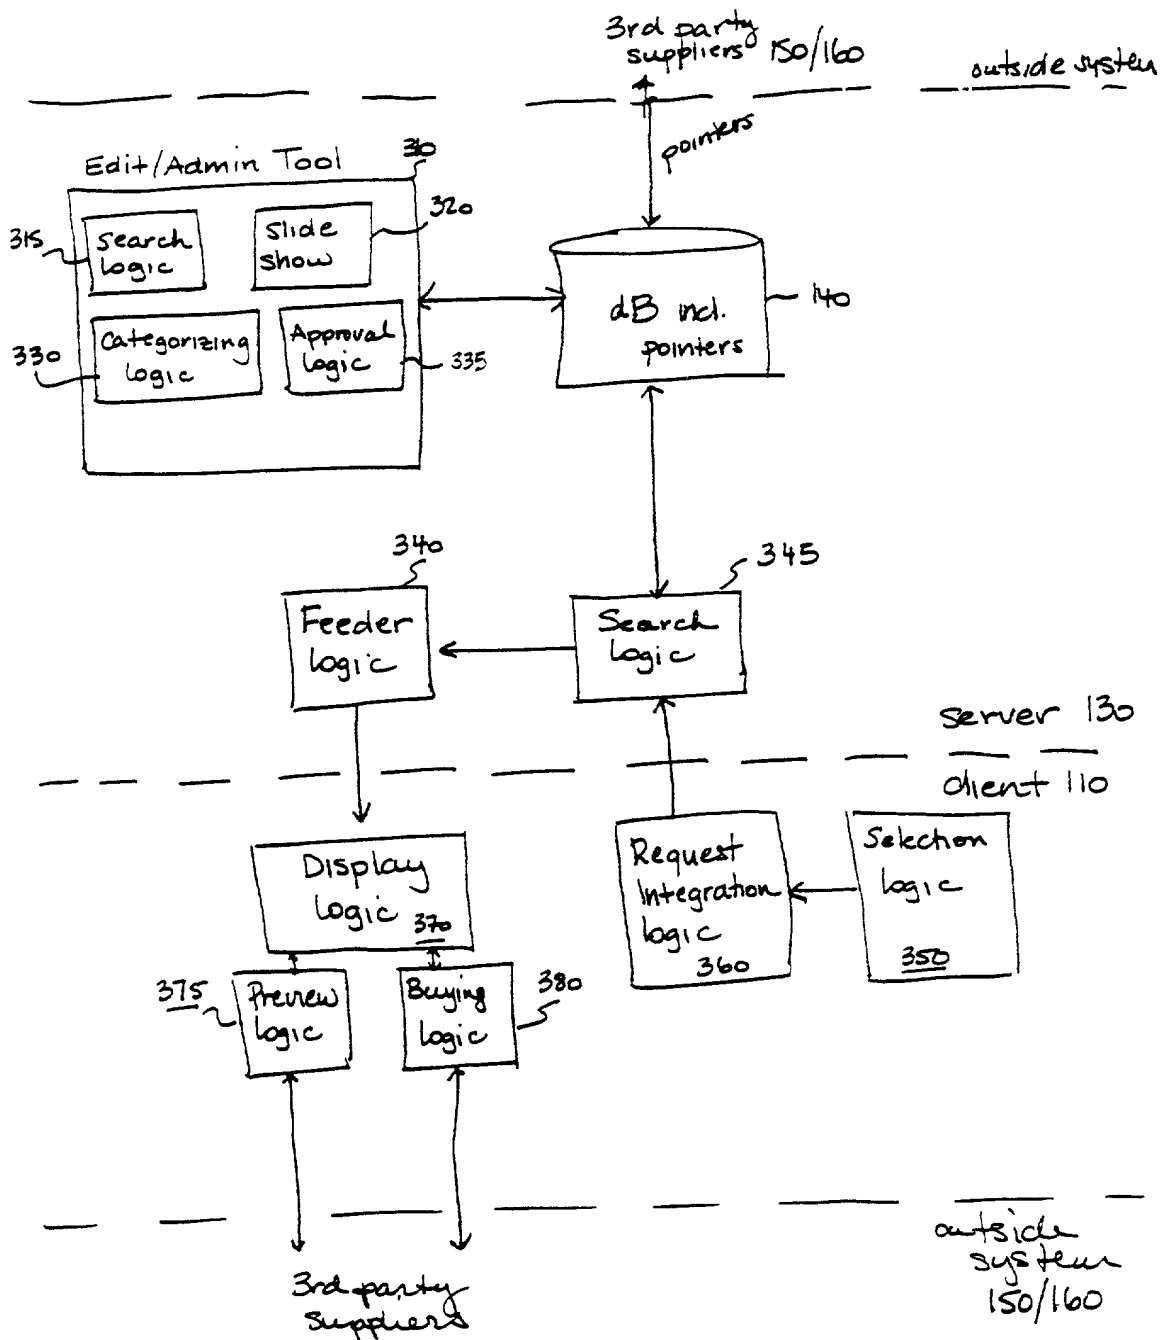 3rd party
suppliers 150/160
outside system
pointers
Edit/Admin Tool
310
315
Search
logic
320
Slide
show
330
Categorizing
logic
Approval
logic
335
dB incl.
pointers
140
340
Feeder
logic
345
Search
logic
server 130
client 110
Display
logic
370
Request
Integration
logic
360
Selection
logic
350
375
Preview
logic
Buying
logic
380
3rd party
suppliers
outside
system
150/160